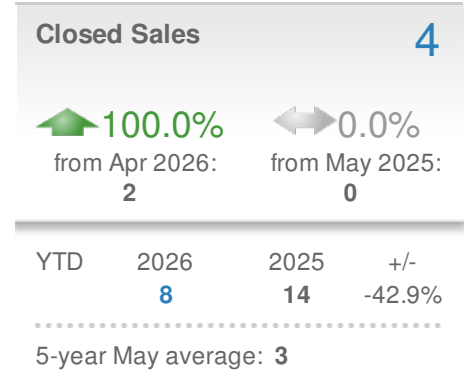 Closed Sales 4
100.0% 0.0%
from Apr 2026: from May 2025:
2 0
YTD 2026 2025 +/-
8 14 -42.9%
5-year May average: 3